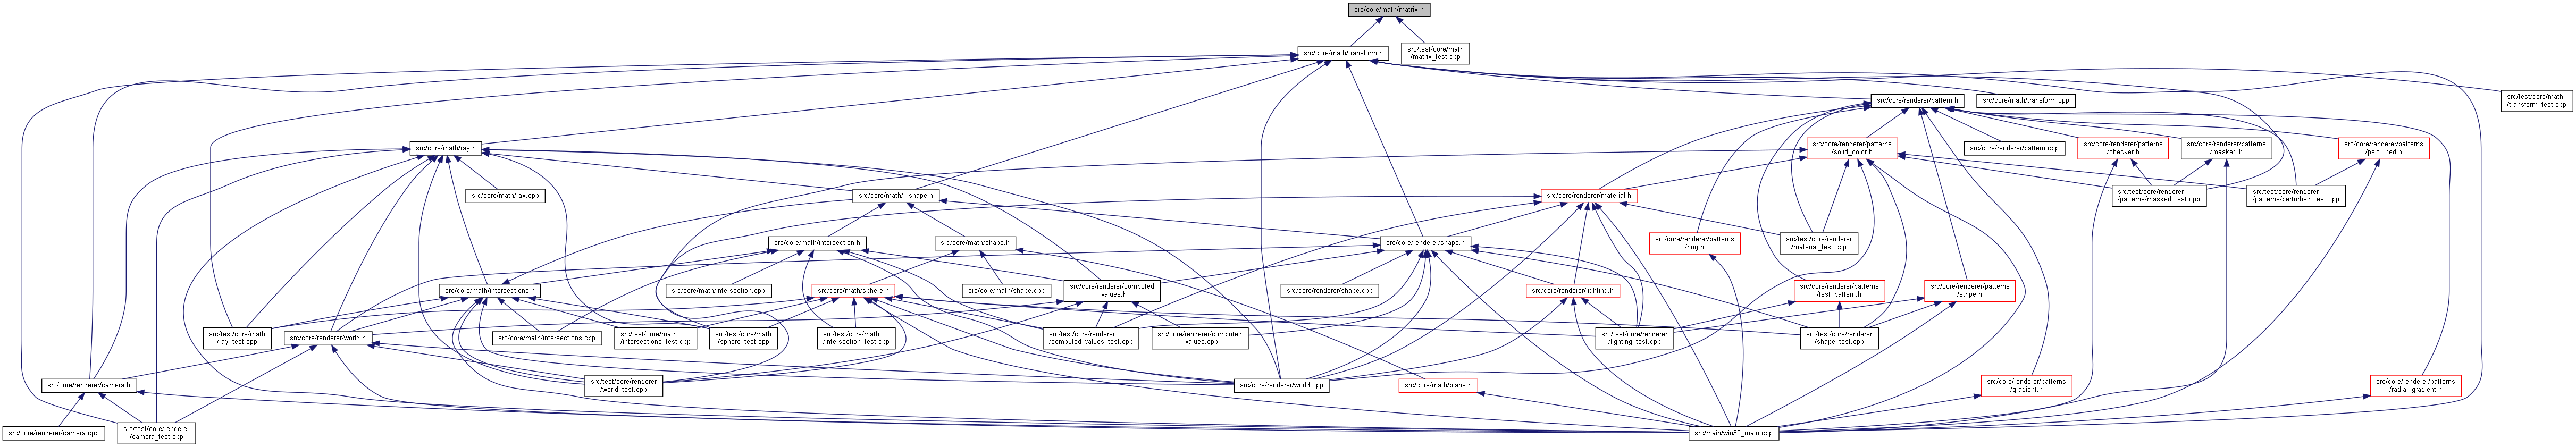 src/core/math/matrix.h
src/core/math/transform.h
src/test/core/math
/matrix_test.cpp
src/core/renderer/pattern.h
src/core/math/transform.cpp
src/test/core/math
/transform_test.cpp
src/core/math/ray.h
src/core/renderer/patterns
/solid_color.h
src/core/renderer/pattern.cpp
src/core/renderer/patterns
/checker.h
src/core/renderer/patterns
/masked.h
src/core/renderer/patterns
/perturbed.h
src/core/math/ray.cpp
src/core/math/i_shape.h
src/core/renderer/material.h
src/test/core/renderer
/patterns/masked_test.cpp
src/test/core/renderer
/patterns/perturbed_test.cpp
src/core/math/intersection.h
src/core/math/shape.h
src/core/renderer/shape.h
src/core/renderer/patterns
/ring.h
src/test/core/renderer
/material_test.cpp
src/core/math/intersections.h
src/core/math/intersection.cpp
src/core/math/sphere.h
src/core/math/shape.cpp
src/core/renderer/computed
_values.h
src/core/renderer/shape.cpp
src/core/renderer/lighting.h
src/core/renderer/patterns
/test_pattern.h
src/core/renderer/patterns
/stripe.h
src/test/core/math
/ray_test.cpp
src/core/renderer/world.h
src/core/math/intersections.cpp
src/test/core/math
/intersections_test.cpp
src/test/core/math
/sphere_test.cpp
src/test/core/math
/intersection_test.cpp
src/test/core/renderer
/computed_values_test.cpp
src/core/renderer/computed
_values.cpp
src/test/core/renderer
/lighting_test.cpp
src/test/core/renderer
/shape_test.cpp
src/core/renderer/camera.h
src/test/core/renderer
/world_test.cpp
src/core/renderer/world.cpp
src/core/math/plane.h
src/core/renderer/patterns
/gradient.h
src/core/renderer/patterns
/radial_gradient.h
src/core/renderer/camera.cpp
src/test/core/renderer
/camera_test.cpp
src/main/win32_main.cpp